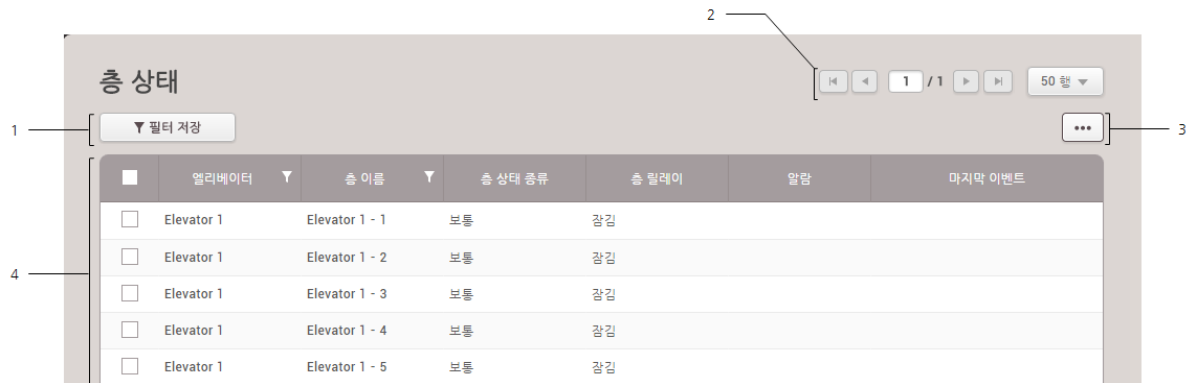 2
층 상태
1 / 1
50 행
1
필터 저장
•••
3
엘리베이터 층 이름 층 상태 종류 층 릴레이 알람 마지막 이벤트
Elevator 1 Elevator 1 - 1 보통 잠김
Elevator 1 Elevator 1 - 2 보통 잠김
4
Elevator 1 Elevator 1 - 3 보통 잠김
Elevator 1 Elevator 1 - 4 보통 잠김
Elevator 1 Elevator 1 - 5 보통 잠김